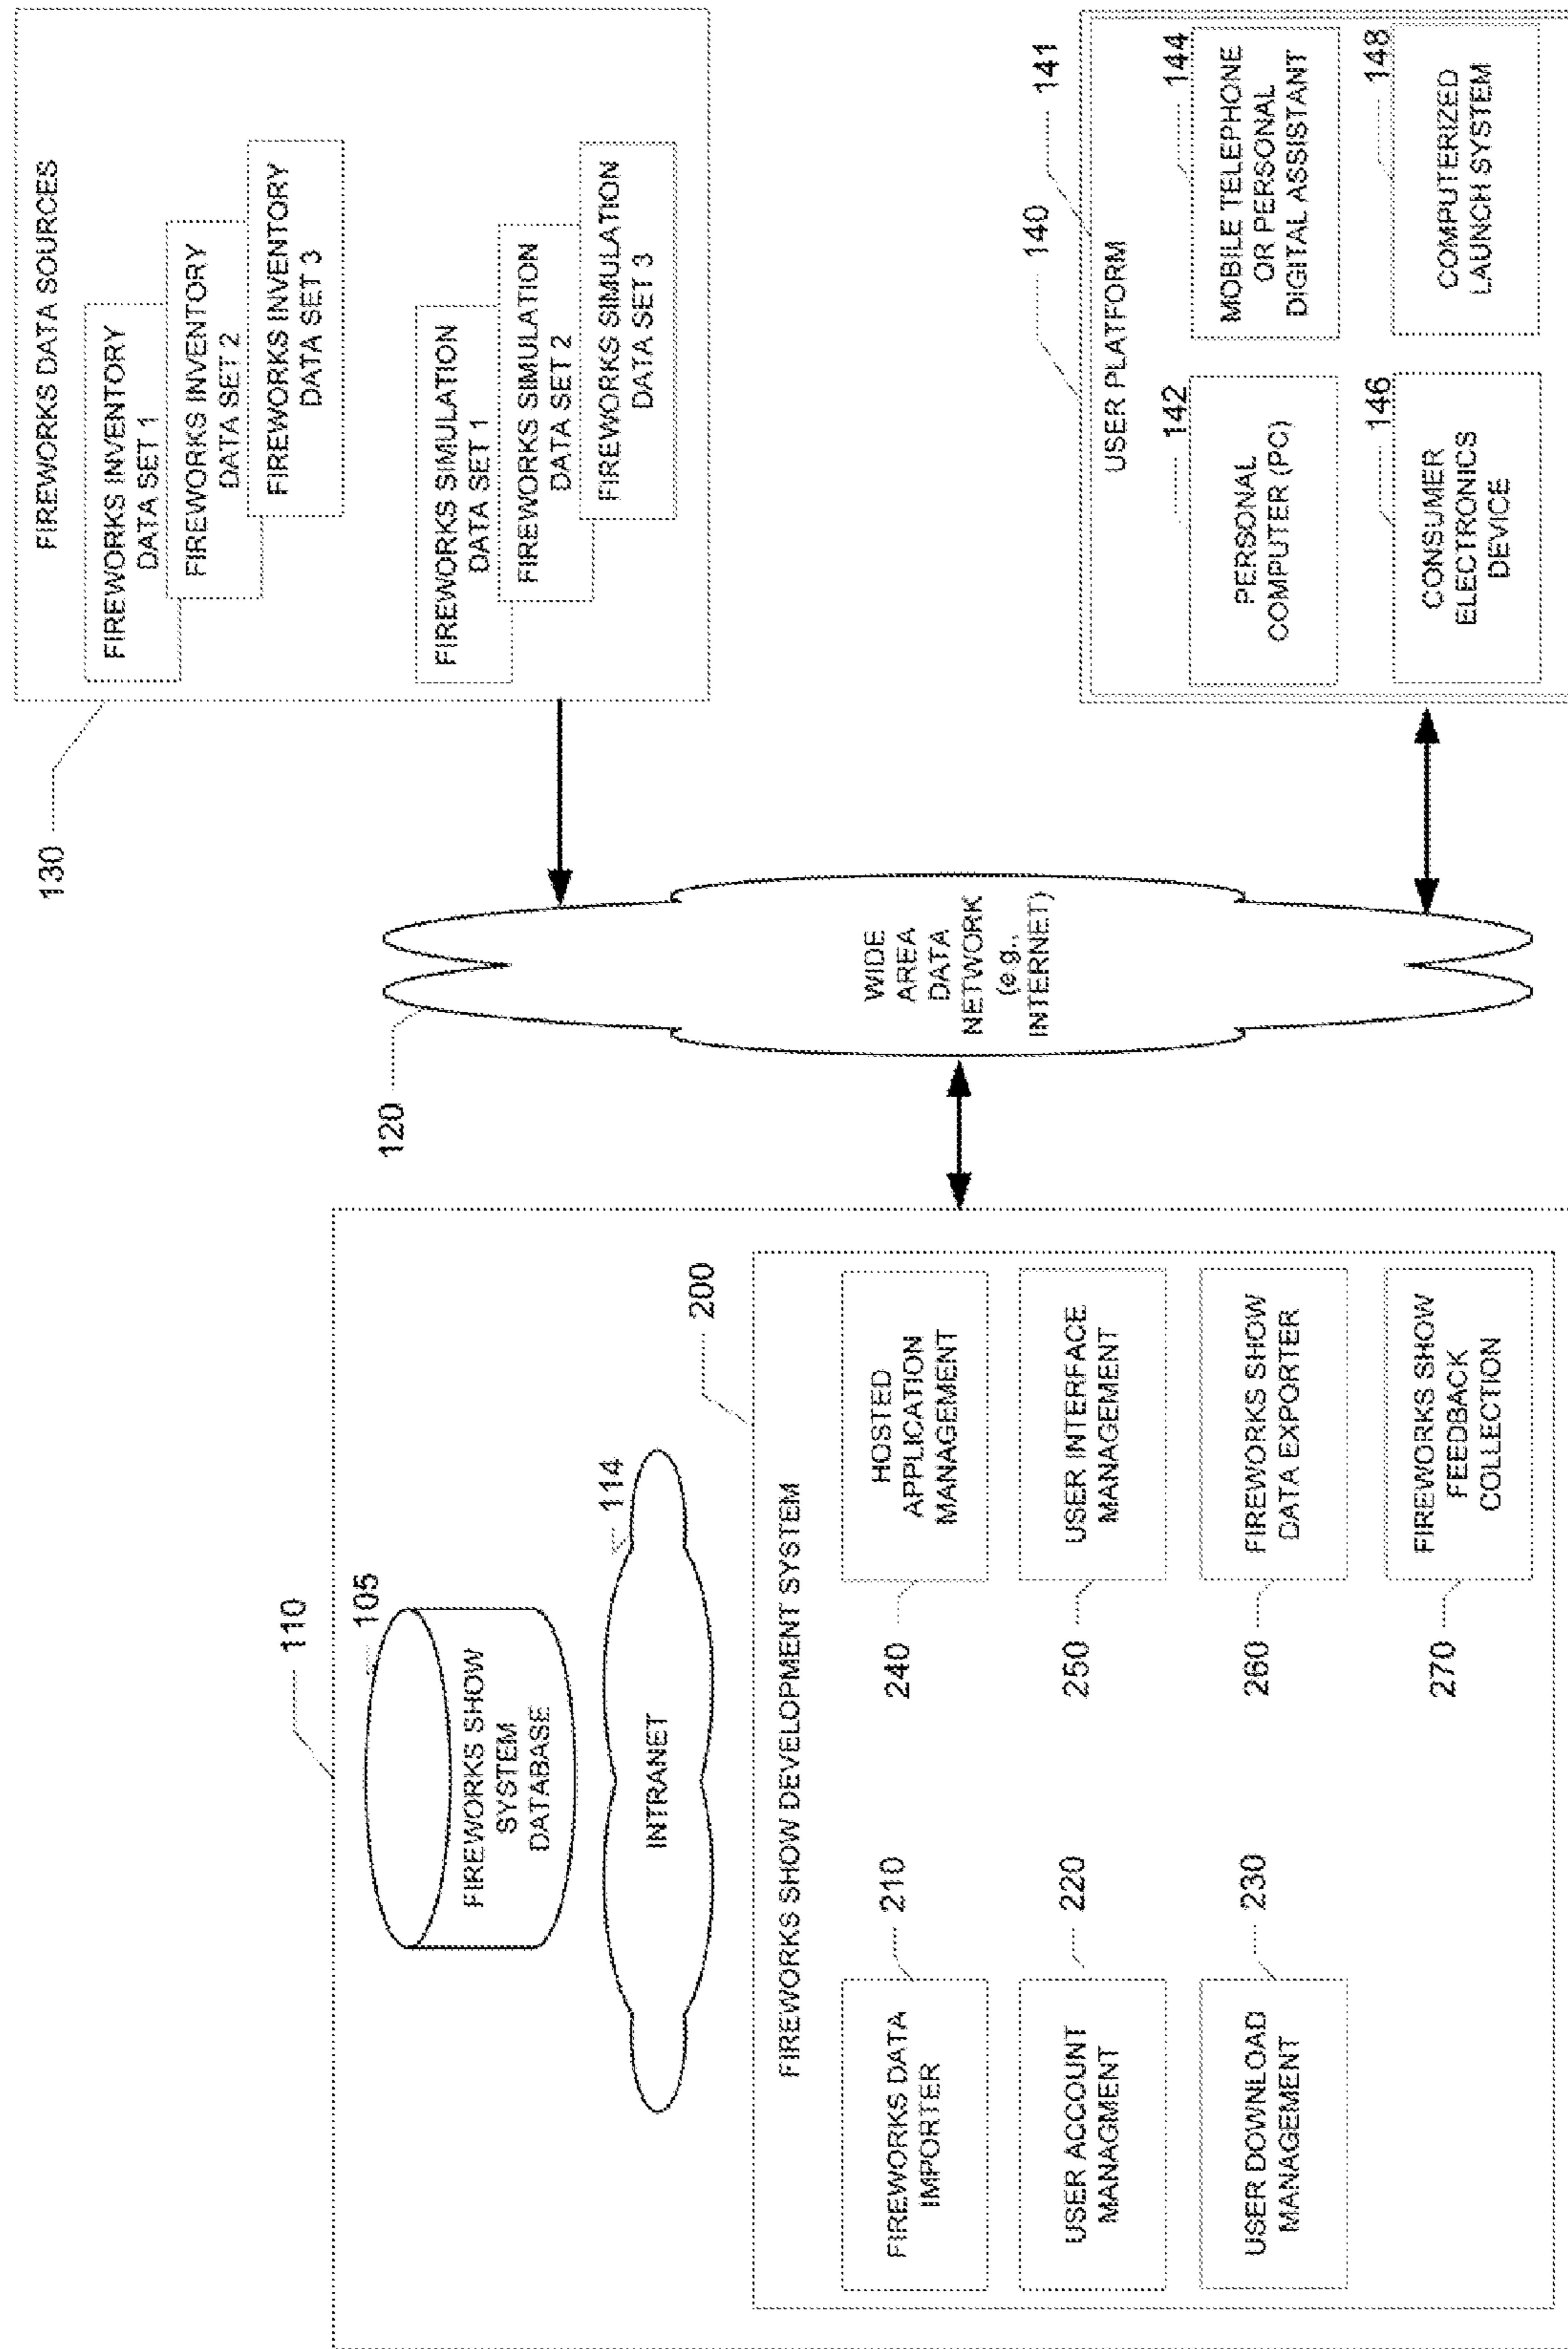 110
105
FIREWORKS SHOW
SYSTEM
DATABASE
114
INTRANET
200
FIREWORKS SHOW DEVELOPMENT SYSTEM
FIREWORKS DATA
IMPORTER
210
240
HOSTED
APPLICATION
MANAGEMENT
USER ACCOUNT
MANAGMENT
220
250
USER INTERFACE
MANAGEMENT
USER DOWNLOAD
MANAGEMENT
230
260
FIREWORKS SHOW
DATA EXPORTER
270
FIREWORKS SHOW
FEEDBACK
COLLECTION
120
WIDE
AREA
DATA
NETWORK
(e.g.,
INTERNET)
130
FIREWORKS DATA SOURCES
FIREWORKS INVENTORY
DATA SET 1
FIREWORKS INVENTORY
DATA SET 2
FIREWORKS INVENTORY
DATA SET 3
FIREWORKS SIMULATION
DATA SET 1
FIREWORKS SIMULATION
DATA SET 2
FIREWORKS SIMULATION
DATA SET 3
140
141
USER PLATFORM
142
PERSONAL
COMPUTER (PC)
144
MOBILE TELEPHONE
OR PERSONAL
DIGITAL ASSISTANT
146
CONSUMER
ELECTRONICS
DEVICE
148
COMPUTERIZED
LAUNCH SYSTEM